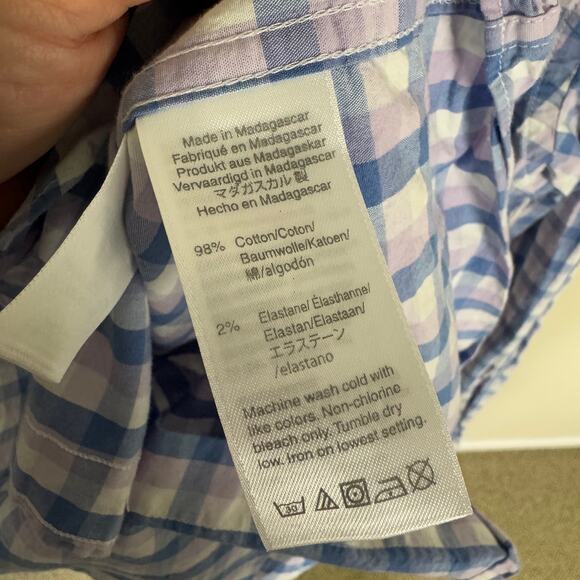 Made in Madagascar
Fabriqué en Madagascar
Produkt aus Madagaskar
Vervaardigd in Madagascar
マダガスカル製
Hecho en Madagascar
98% Cotton/Coton/
Baumwolle/Katoen/
綿/algodón
2% Elastane/Élasthanne/
Elastan/Elastaan/
エラステーン
/elastano
Machine wash cold with
like colors. Non-chlorine
bleach only. Tumble dry
low. Iron on lowest setting.
30